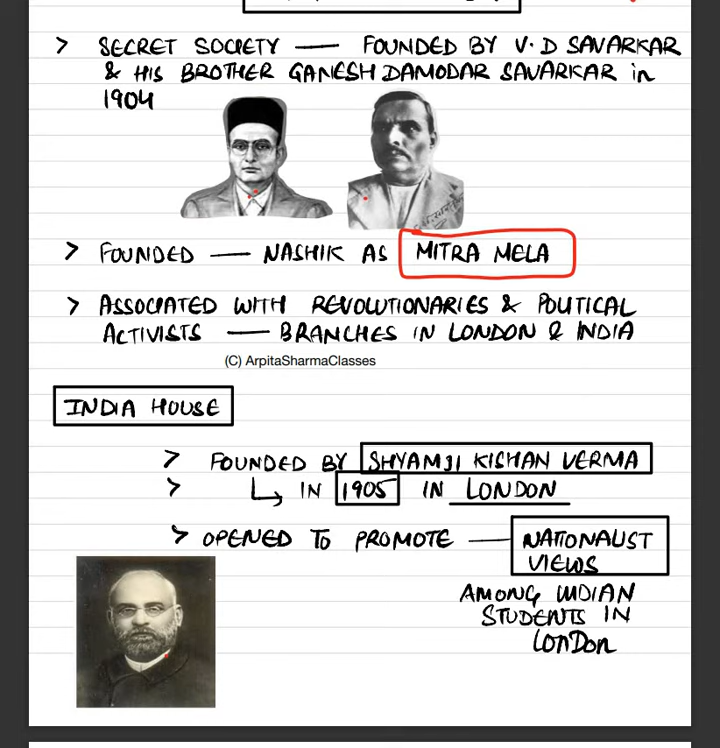 > SECRET SOCIETY — FOUNDED BY V.D SAVARKAR
& HIS BROTHER GANESH DAMODAR SAVARKAR in
1904
> FOUNDED — NASHIK AS MITRA MELA
> ASSOCIATED WITH REVOLUTIONARIES & POLITICAL
ACTIVISTS — BRANCHES IN LONDON & INDIA
(C) ArpitaSharmaClasses
INDIA HOUSE
> FOUNDED BY SHYAMJI KISHAN VERMA
> ↳ IN 1905 IN LONDON
> OPENED TO PROMOTE — NATIONALIST
VIEWS
AMONG INDIAN
STUDENTS IN
LONDON